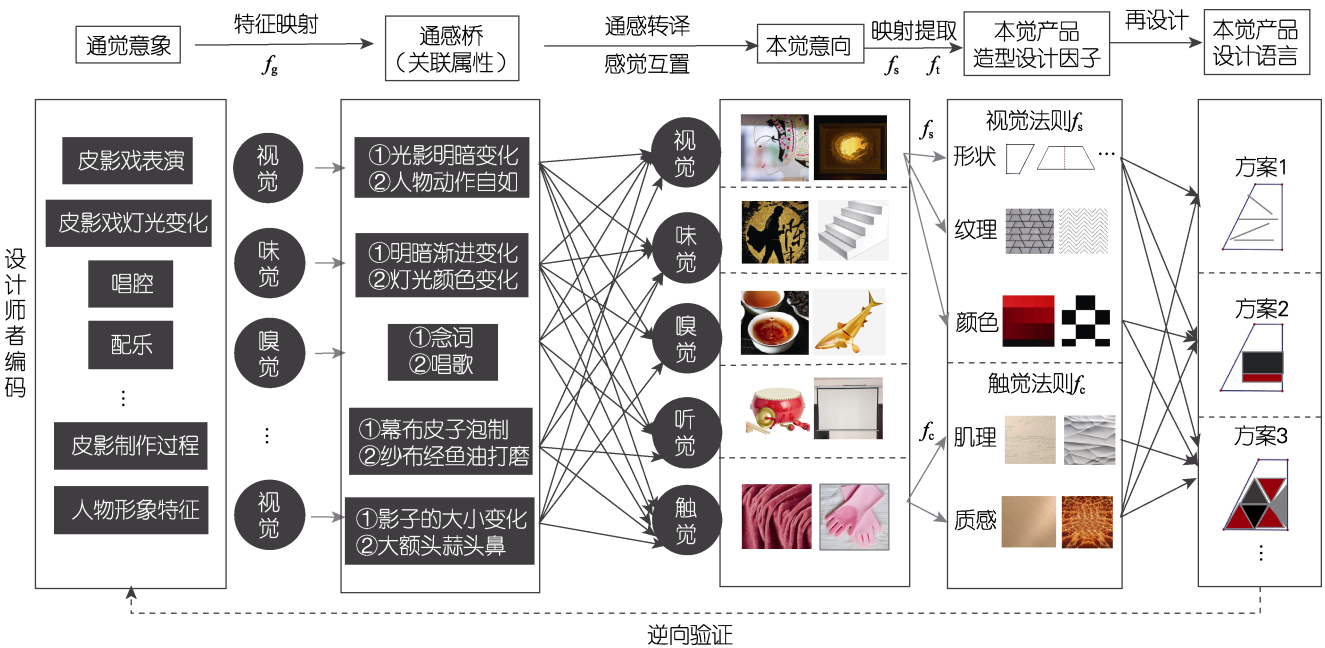 通觉意象
特征映射
fg
通感桥
（关联属性）
通感转译
感觉互置
本觉意向
映射提取
fs ft
本觉产品
造型设计因子
再设计
本觉产品
设计语言
设计师者编码
皮影戏表演
皮影戏灯光变化
唱腔
配乐
⋮
皮影制作过程
人物形象特征
视觉
味觉
嗅觉
⋮
视觉
①光影明暗变化
②人物动作自如
①明暗渐进变化
②灯光颜色变化
①念词
②唱歌
①幕布皮子泡制
②纱布经鱼油打磨
①影子的大小变化
②大额头蒜头鼻
视觉
味觉
嗅觉
听觉
触觉
fs
fc
视觉法则fs
形状
…
纹理
颜色
触觉法则fc
肌理
质感
方案1
方案2
方案3
⋮
逆向验证